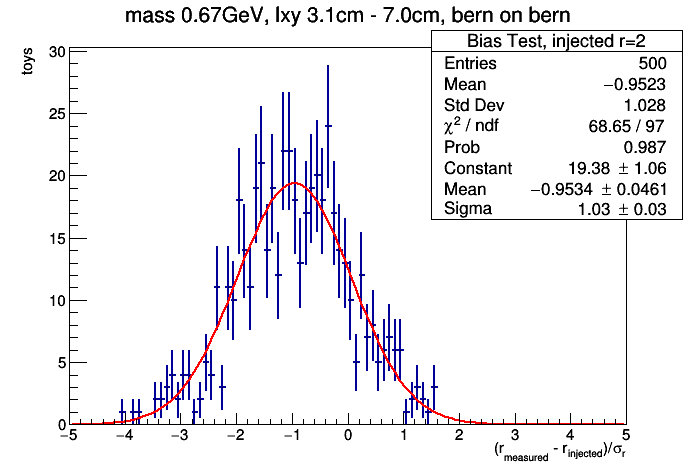 mass 0.67GeV, lxy 3.1cm - 7.0cm, bern on bern
Bias Test, injected r=2
Entries 500
Mean −0.9523
Std Dev 1.028
χ² / ndf 68.65 / 97
Prob 0.987
Constant 19.38 ± 1.06
Mean −0.9534 ± 0.0461
Sigma 1.03 ± 0.03
toys
30
25
20
15
10
5
0
−5 −4 −3 −2 −1 0 1 2 3 4 5
(r_measured - r_injected)/σ_r